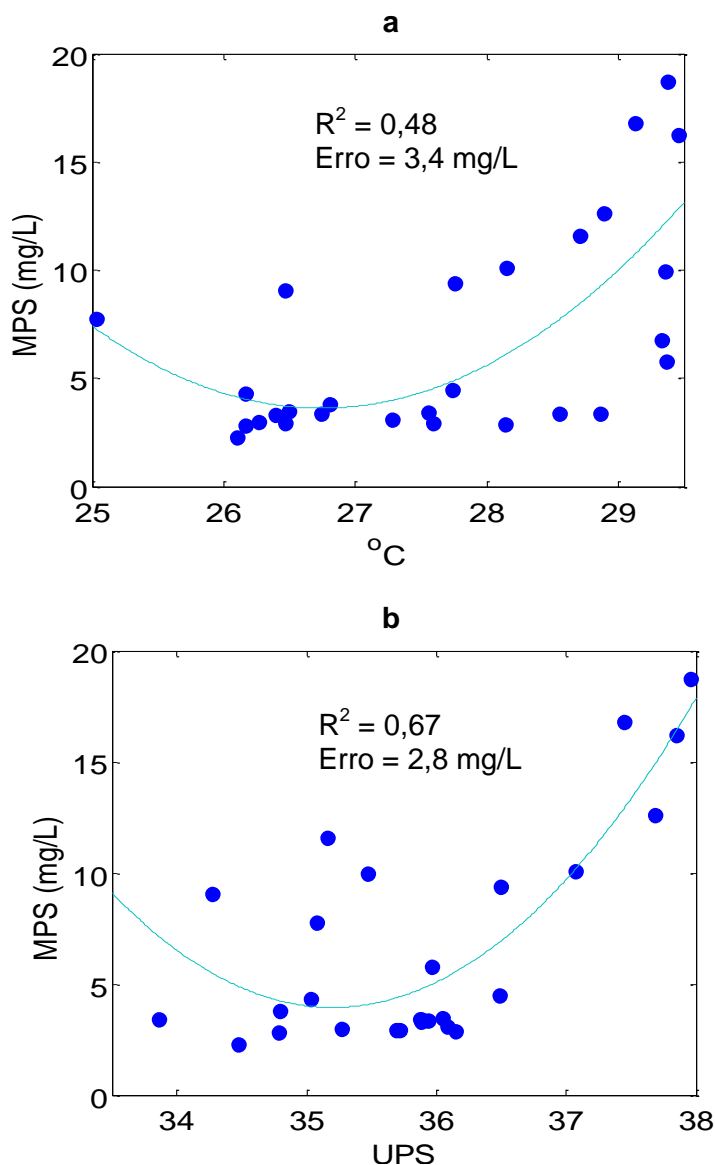 a
20
15
10
5
0
MPS (mg/L)
R² = 0,48
Erro = 3,4 mg/L
25 26 27 28 29
°C
b
20
15
10
5
0
MPS (mg/L)
R² = 0,67
Erro = 2,8 mg/L
34 35 36 37 38
UPS